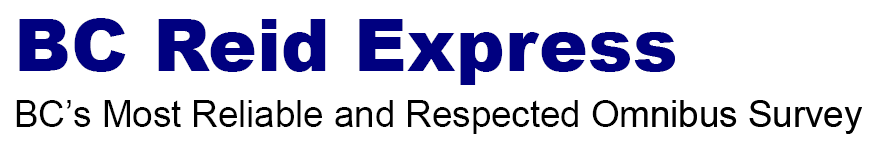 BC Reid Express
BC’s Most Reliable and Respected Omnibus Survey